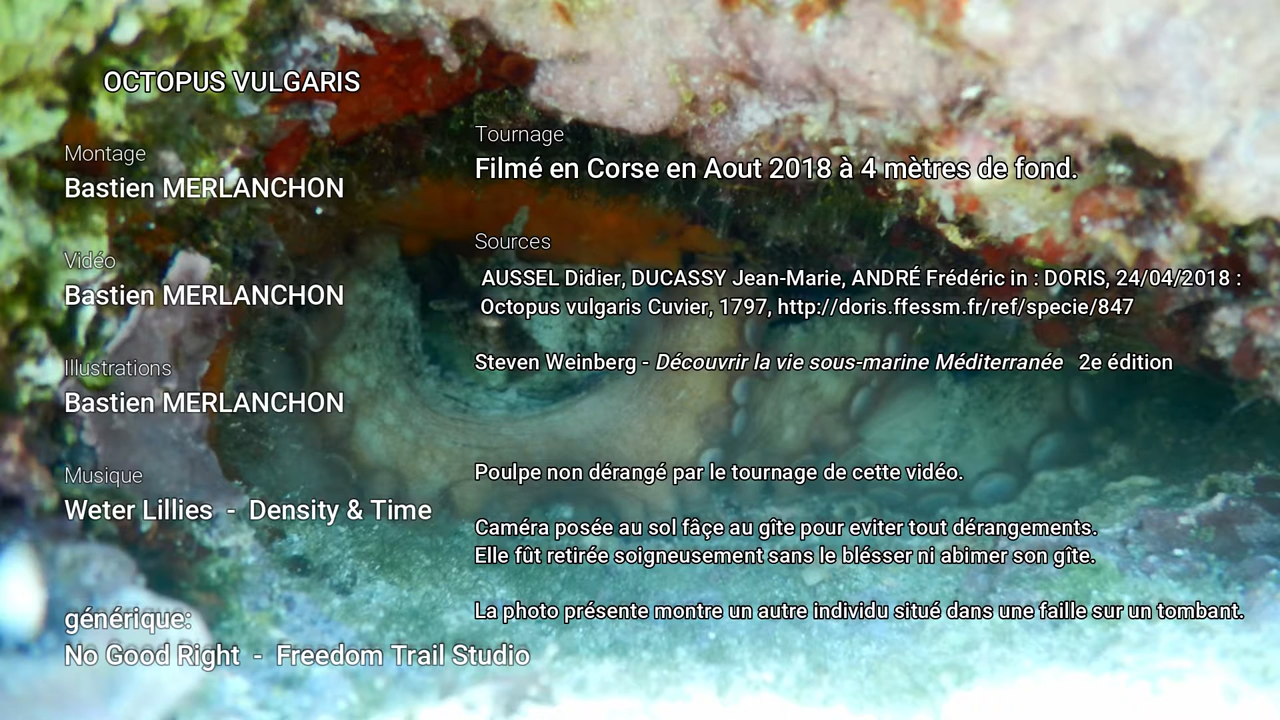 OCTOPUS VULGARIS
Montage
Bastien MERLANCHON
Vidéo
Bastien MERLANCHON
Illustrations
Bastien MERLANCHON
Musique
Weter Lillies - Density & Time
générique:
No Good Right - Freedom Trail Studio
Tournage
Filmé en Corse en Aout 2018 à 4 mètres de fond.
Sources
AUSSEL Didier, DUCASSY Jean-Marie, ANDRÉ Frédéric in : DORIS, 24/04/2018 :
Octopus vulgaris Cuvier, 1797, http://doris.ffessm.fr/ref/specie/847
Steven Weinberg - Découvrir la vie sous-marine Méditerranée 2e édition
Poulpe non dérangé par le tournage de cette vidéo.
Caméra posée au sol fâçe au gîte pour eviter tout dérangements.
Elle fût retirée soigneusement sans le blésser ni abimer son gîte.
La photo présente montre un autre individu situé dans une faille sur un tombant.